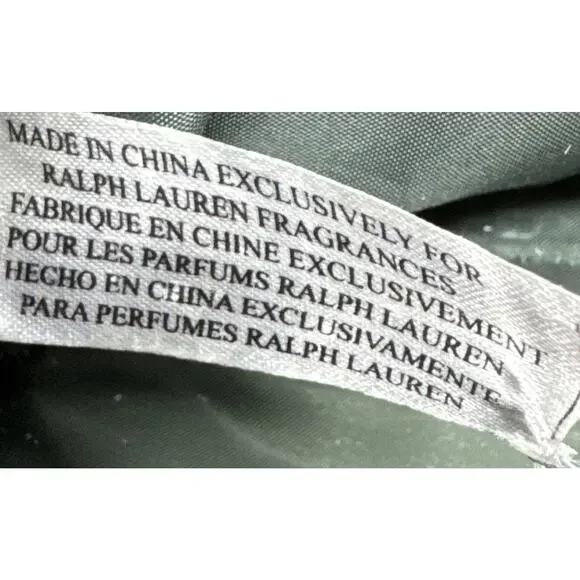 MADE IN CHINA EXCLUSIVELY FOR
RALPH LAUREN FRAGRANCES
FABRIQUE EN CHINE EXCLUSIVEMENT
POUR LES PARFUMS RALPH LAUREN
HECHO EN CHINA EXCLUSIVAMENTE
PARA PERFUMES RALPH LAUREN